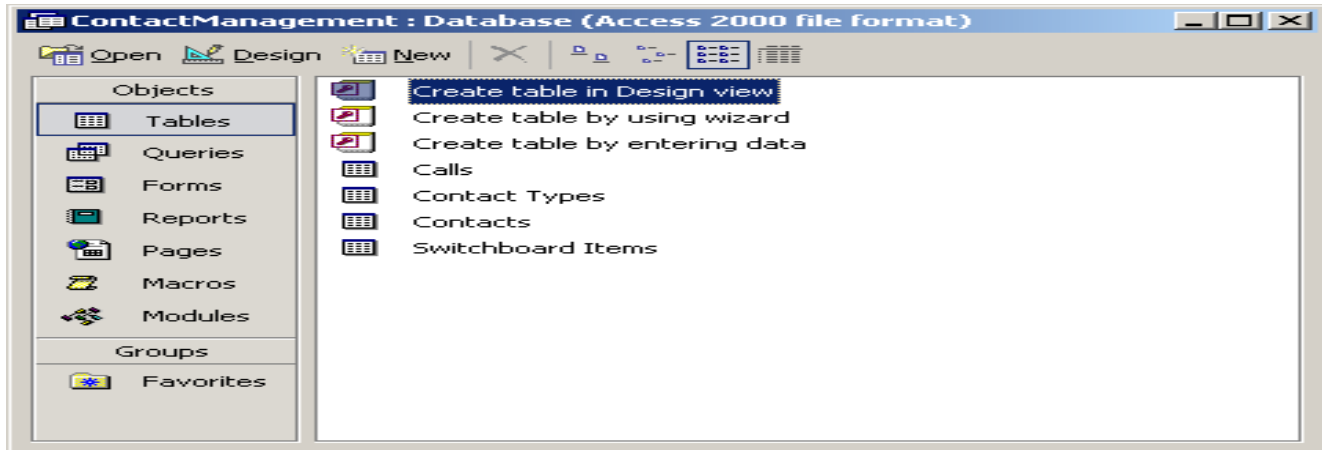 ContactManagement : Database (Access 2000 file format)
Open Design New
Objects
Tables
Queries
Forms
Reports
Pages
Macros
Modules
Groups
Favorites
Create table in Design view
Create table by using wizard
Create table by entering data
Calls
Contact Types
Contacts
Switchboard Items